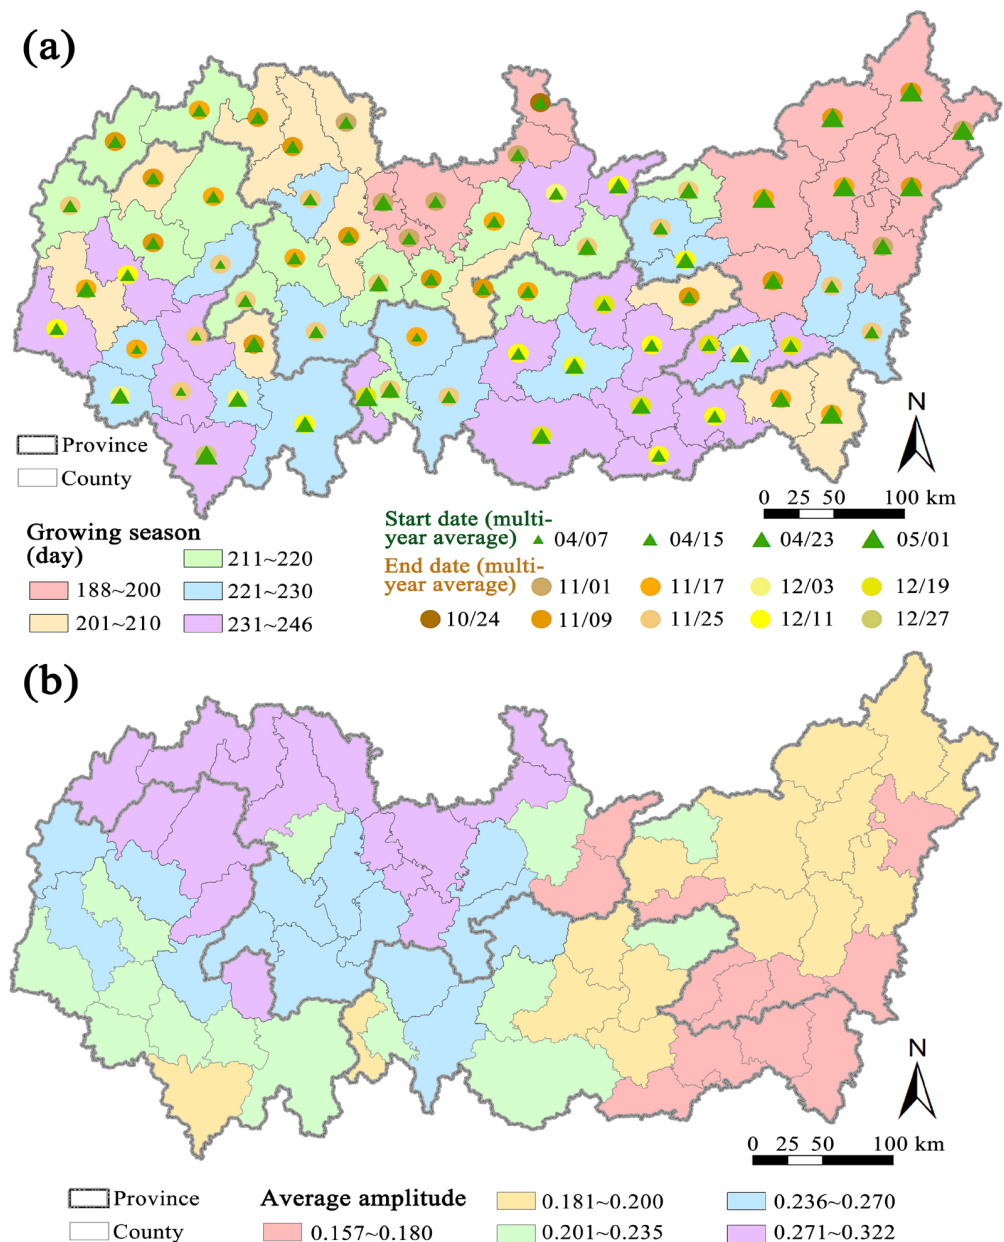 (a)
N
Province
County
0 25 50 100 km
Growing season
(day)
188~200
201~210
211~220
221~230
231~246
Start date (multi-
year average)
04/07
04/15
04/23
05/01
End date (multi-
year average)
11/01
11/17
12/03
12/19
10/24
11/09
11/25
12/11
12/27
(b)
N
0 25 50 100 km
Province
County
Average amplitude
0.157~0.180
0.181~0.200
0.201~0.235
0.236~0.270
0.271~0.322